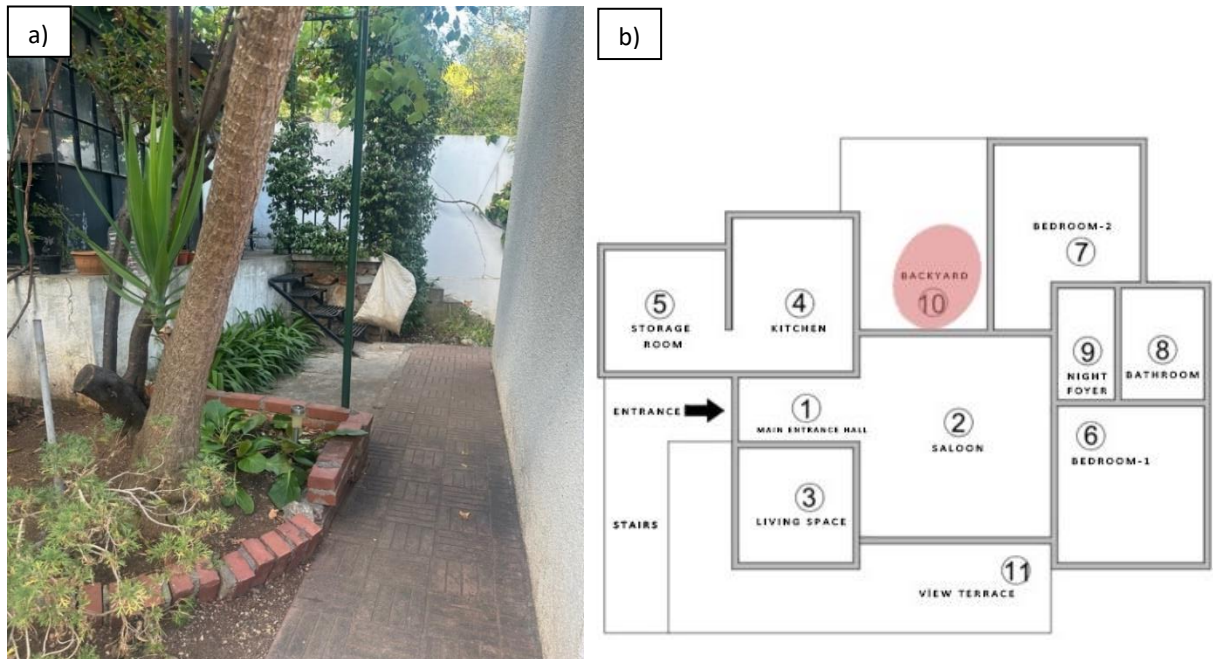 a)
b)
BEDROOM-2
7
BACKYARD
10
5
STORAGE
ROOM
4
KITCHEN
9
NIGHT
FOYER
8
BATHROOM
ENTRANCE
1
MAIN ENTRANCE HALL
2
SALOON
6
BEDROOM-1
3
LIVING SPACE
STAIRS
11
VİEW TERRACE